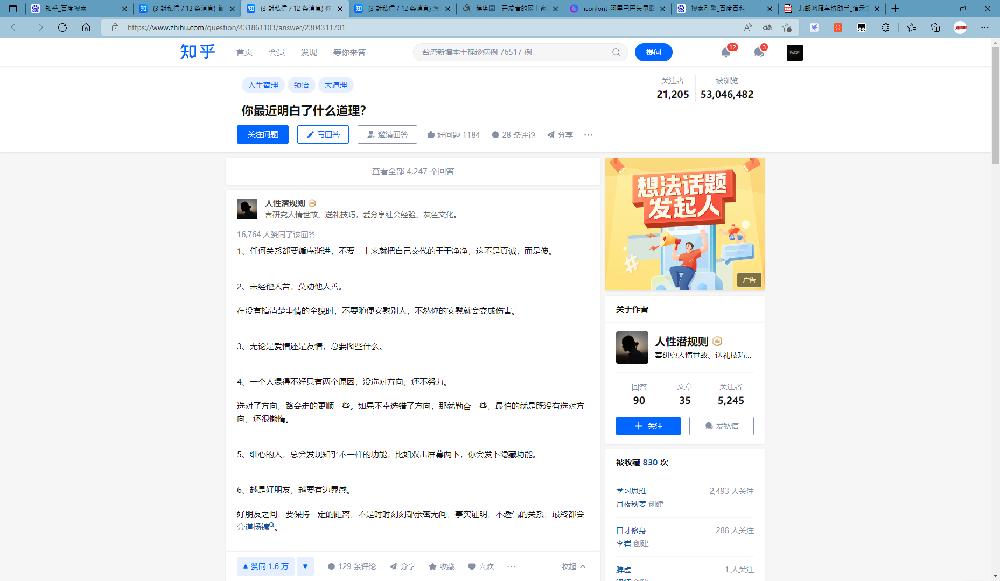 知乎_百度搜索
(3 封私信 / 12 条消息) 首
(3 封私信 / 12 条消息) 你
(3 封私信 / 12 条消息) 怎
博客园 - 开发者的网上家
iconfont-阿里巴巴矢量图
搜索引擎_百度百科
北邮鸿雁车协助手_演示文
https://www.zhihu.com/question/431861103/answer/2304311701
知乎
首页
会员
发现
等你来答
台湾新增本土确诊病例 76517 例
提问
12
3
N7
人生哲理
领悟
大道理
关注者
21,205
被浏览
53,046,482
你最近明白了什么道理？
关注问题
写回答
邀请回答
好问题 1184
28 条评论
分享
查看全部 4,247 个回答
人性潜规则
喜研究人情世故、送礼技巧，爱分享社会经验、灰色文化。
16,764 人赞同了该回答
1、任何关系都要循序渐进，不要一上来就把自己交代的干干净净，这不是真诚，而是傻。
2、未经他人苦，莫劝他人善。
在没有搞清楚事情的全貌时，不要随便安慰别人，不然你的安慰就会变成伤害。
3、无论是爱情还是友情，总要图些什么。
4、一个人混得不好只有两个原因，没选对方向，还不努力。
选对了方向，路会走的更顺一些。如果不幸选错了方向，那就勤奋一些，最怕的就是既没有选对方
向，还很懒惰。
5、细心的人，总会发现知乎不一样的功能，比如双击屏幕两下，你会发下隐藏功能。
6、越是好朋友，越要有边界感。
好朋友之间，要保持一定的距离，不是时时刻刻都亲密无间，事实证明，不透气的关系，最终都会
分道扬镳。
赞同 1.6 万
129 条评论
分享
收藏
喜欢
收起
想法话题
发起人
广告
关于作者
人性潜规则
喜研究人情世故、送礼技巧...
回答
90
文章
35
关注者
5,245
关注
发私信
被收藏 830 次
学习思维
2,493 人关注
月夜秋麦 创建
口才修身
288 人关注
李岩 创建
脾虚
1 人关注